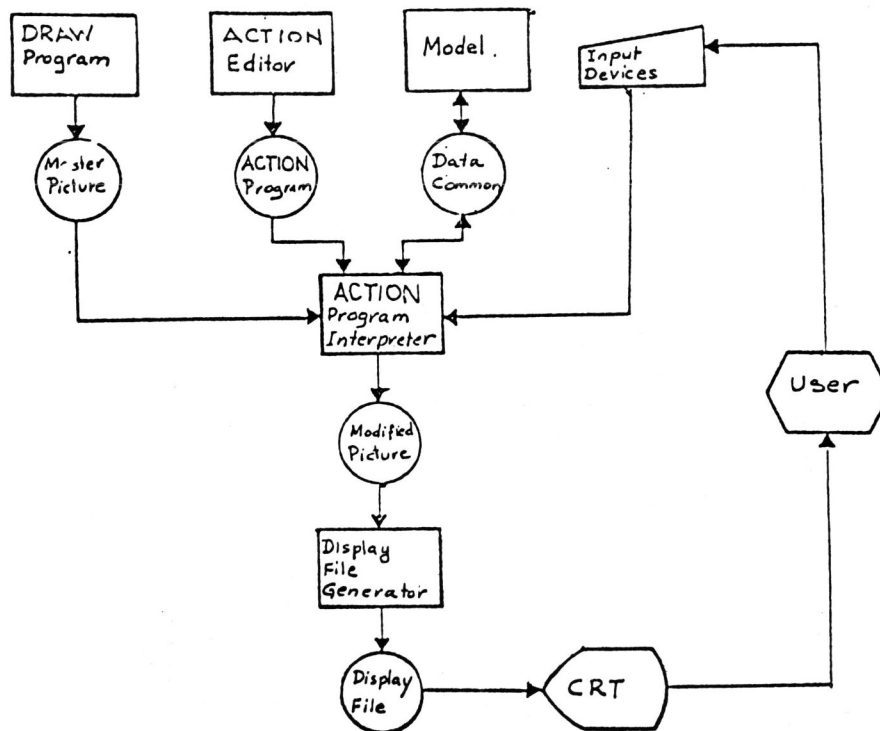 DRAW
Program
ACTION
Editor
Model.
Input
Devices
Master
Picture
ACTION
Program
Data
Common
ACTION
Program
Interpreter
User
Modified
Picture
Display
File
Generator
Display
File
CRT